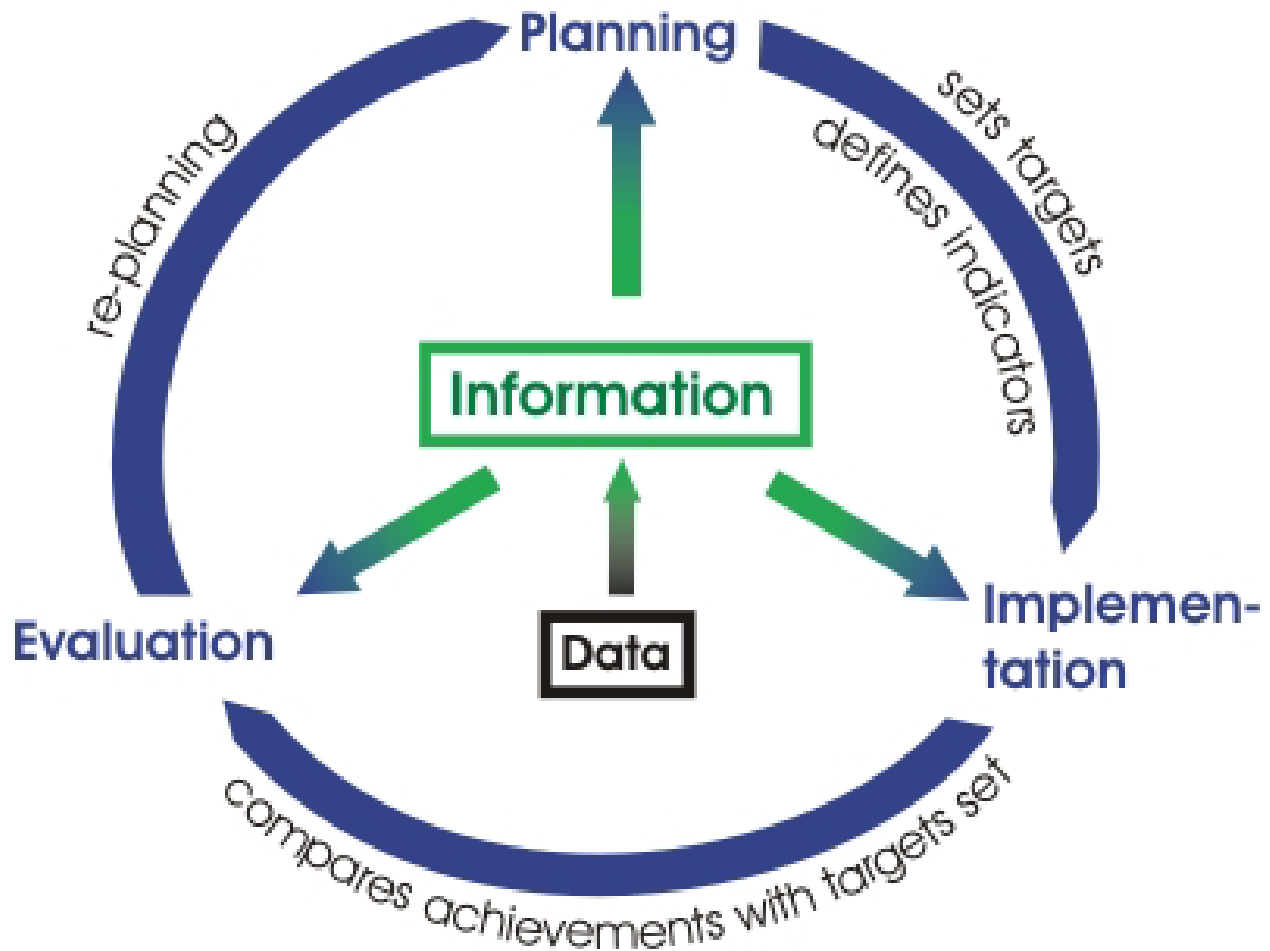 Planning
sets targets
defines indicators
re-planning
Information
Implemen-
tation
Evaluation
Data
compares achievements with targets set